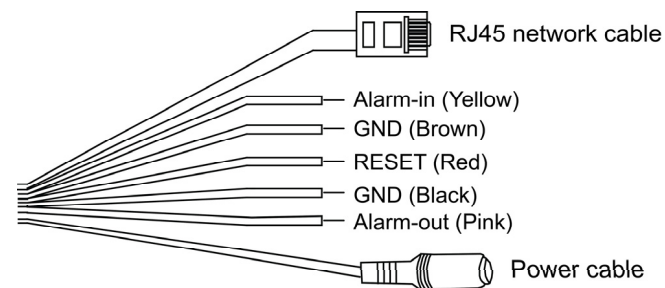 RJ45 network cable
Alarm-in (Yellow)
GND (Brown)
RESET (Red)
GND (Black)
Alarm-out (Pink)
Power cable